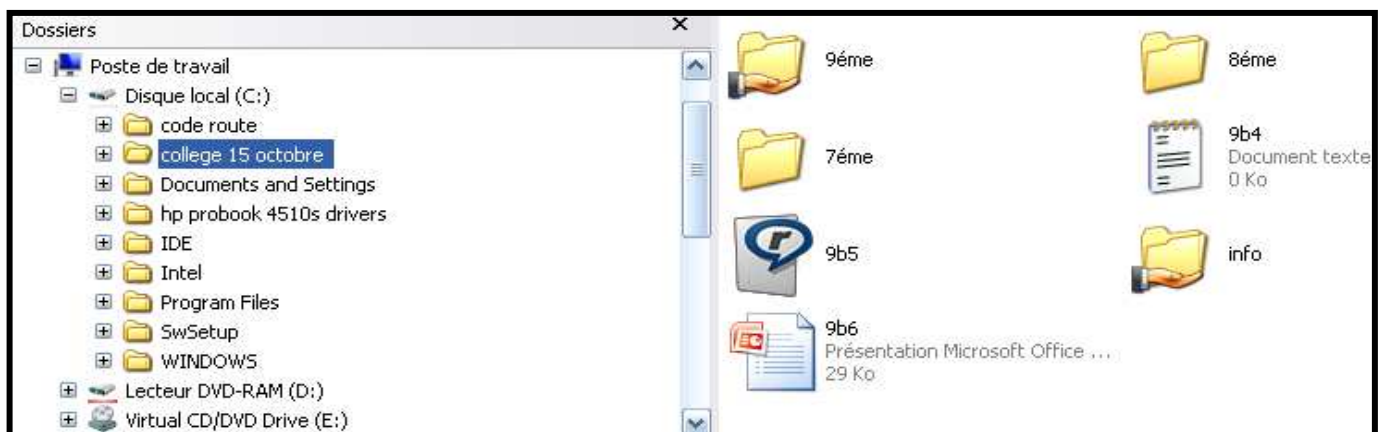 Dossiers
Poste de travail
Disque local (C:)
code route
college 15 octobre
Documents and Settings
hp probook 4510s drivers
IDE
Intel
Program Files
SwSetup
WINDOWS
Lecteur DVD-RAM (D:)
Virtual CD/DVD Drive (E:)
9éme
8éme
7éme
9b4
Document texte
0 Ko
9b5
info
9b6
Présentation Microsoft Office ...
29 Ko